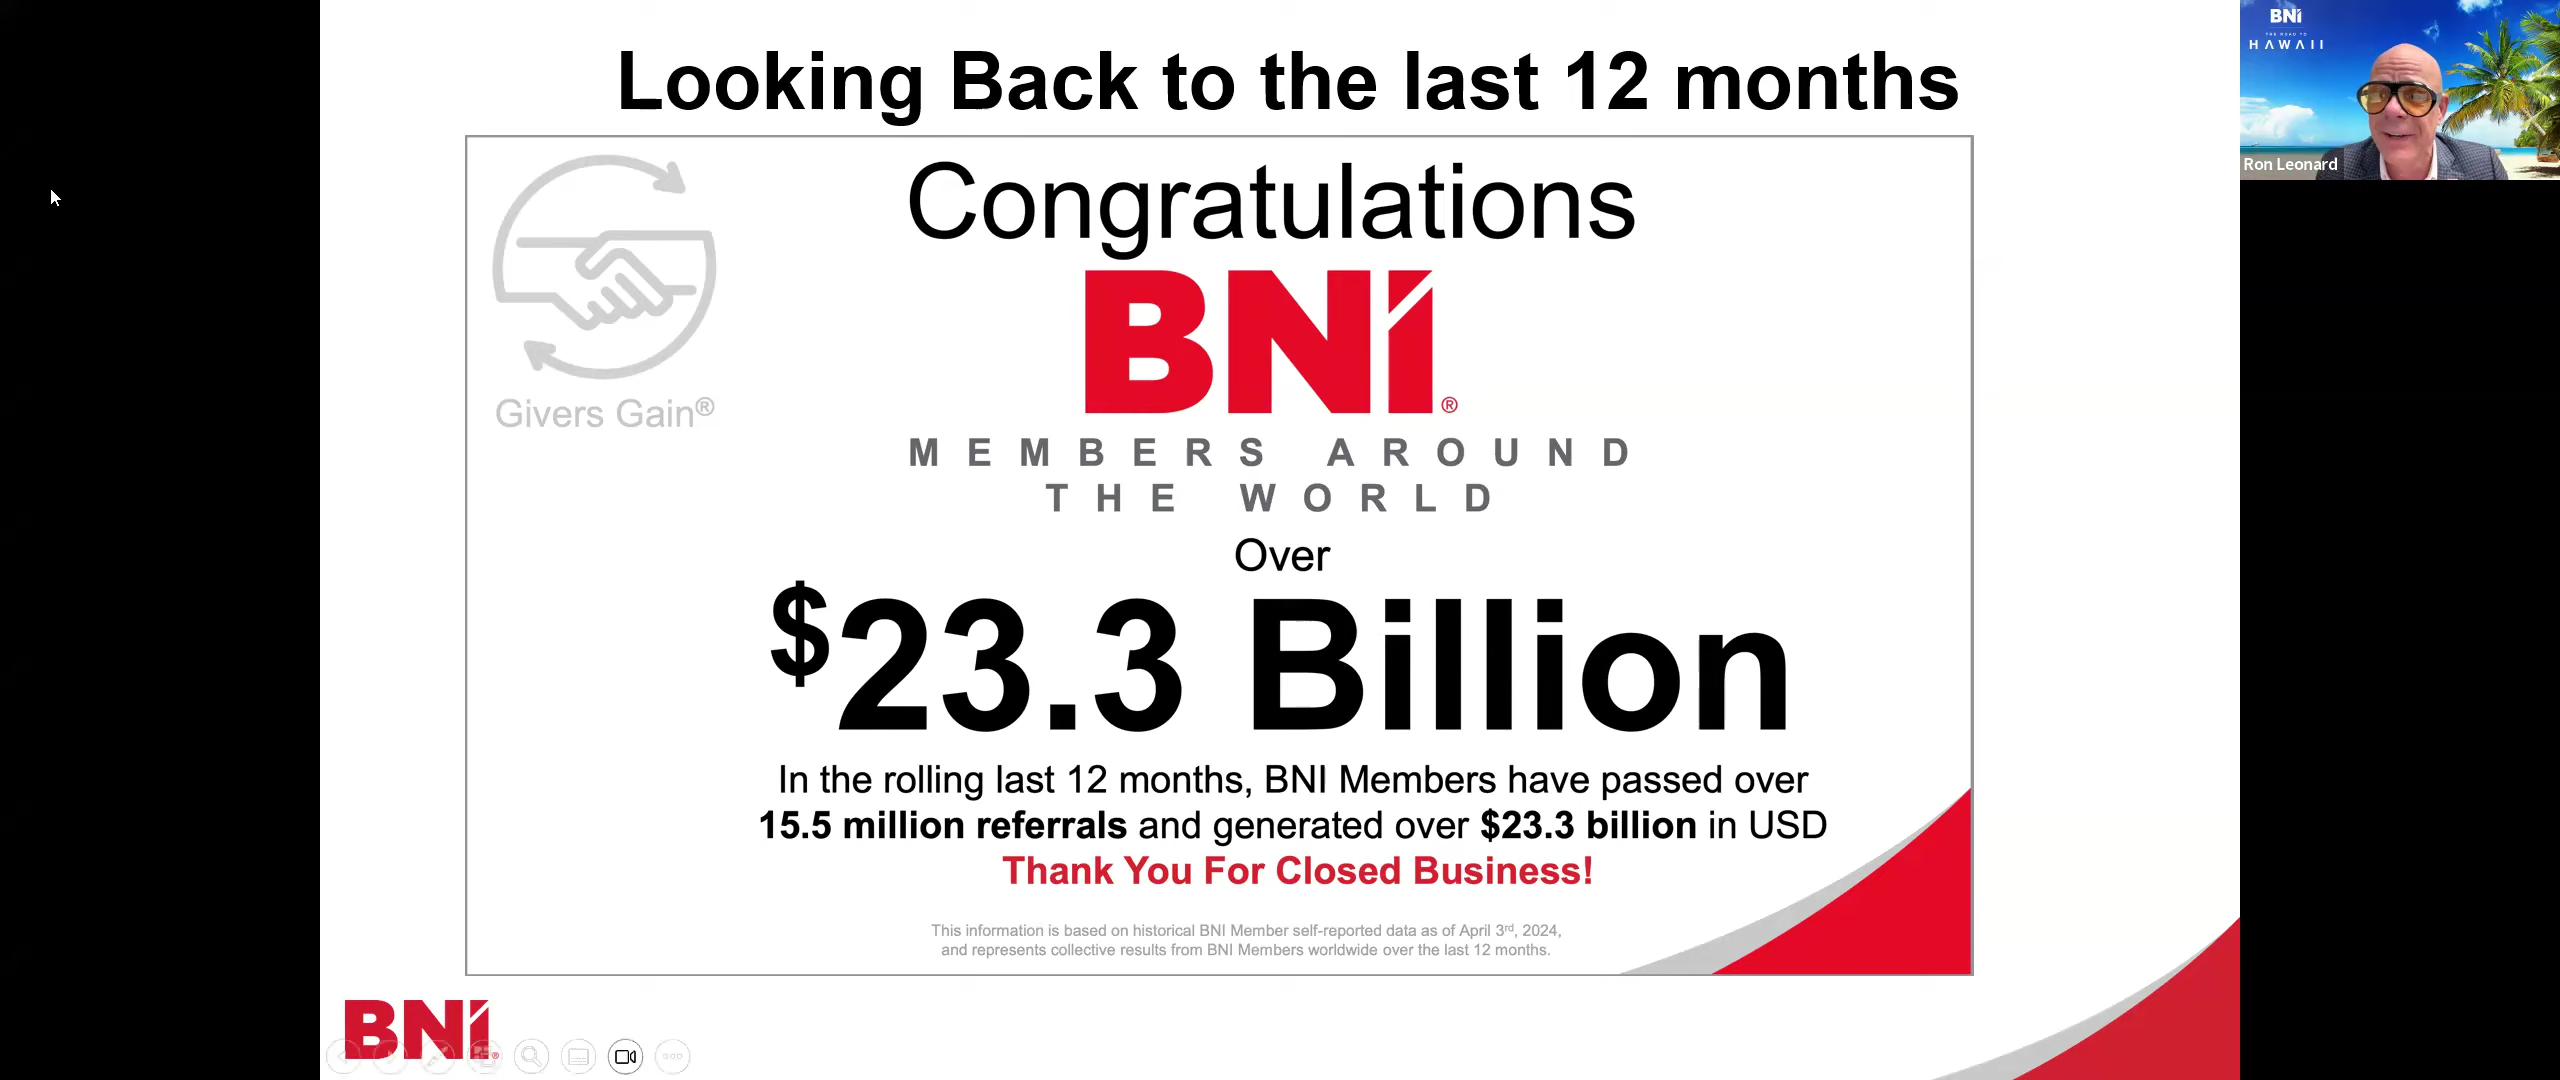 Looking Back to the last 12 months
Givers Gain®
Congratulations
BNI®
MEMBERS AROUND
THE WORLD
Over
$23.3 Billion
In the rolling last 12 months, BNI Members have passed over
15.5 million referrals and generated over $23.3 billion in USD
Thank You For Closed Business!
This information is based on historical BNI Member self-reported data as of April 3rd, 2024,
and represents collective results from BNI Members worldwide over the last 12 months.
BNI®
BNI
THE ROAD TO
HAWAII
Ron Leonard